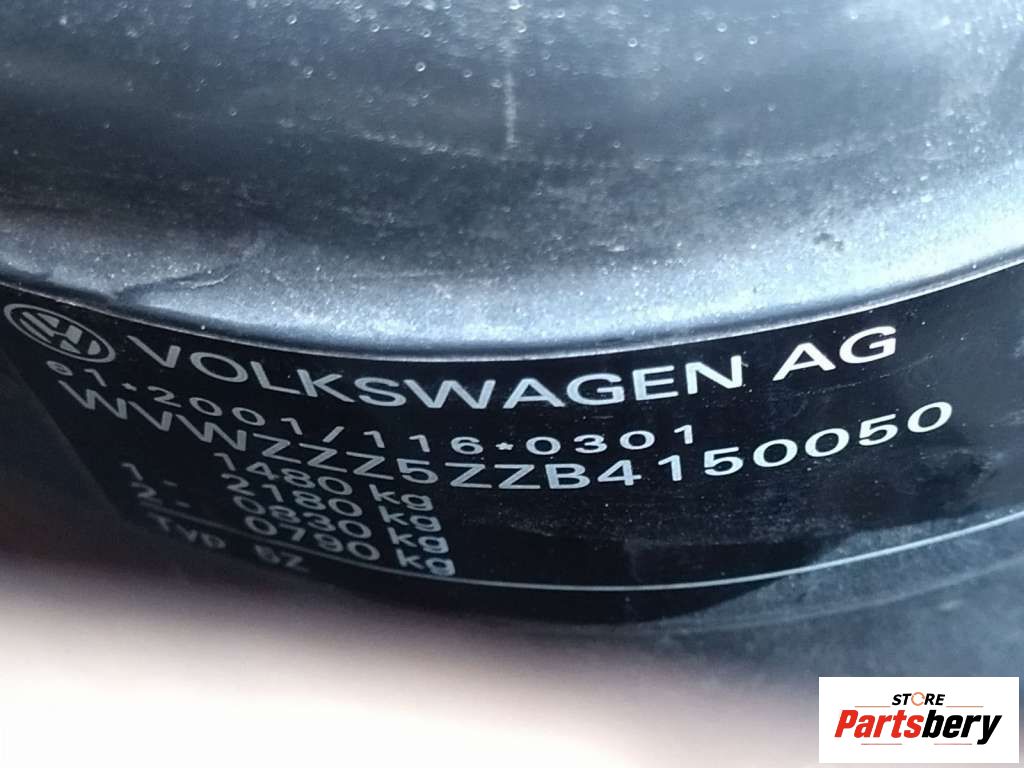 VOLKSWAGEN AG
e1*2001/116*0301
WVWZZZ5ZZB4150050
1480 kg
2180 kg
1- 0830 kg
2- 0790 kg
Typ 5Z
STORE
Partsbery